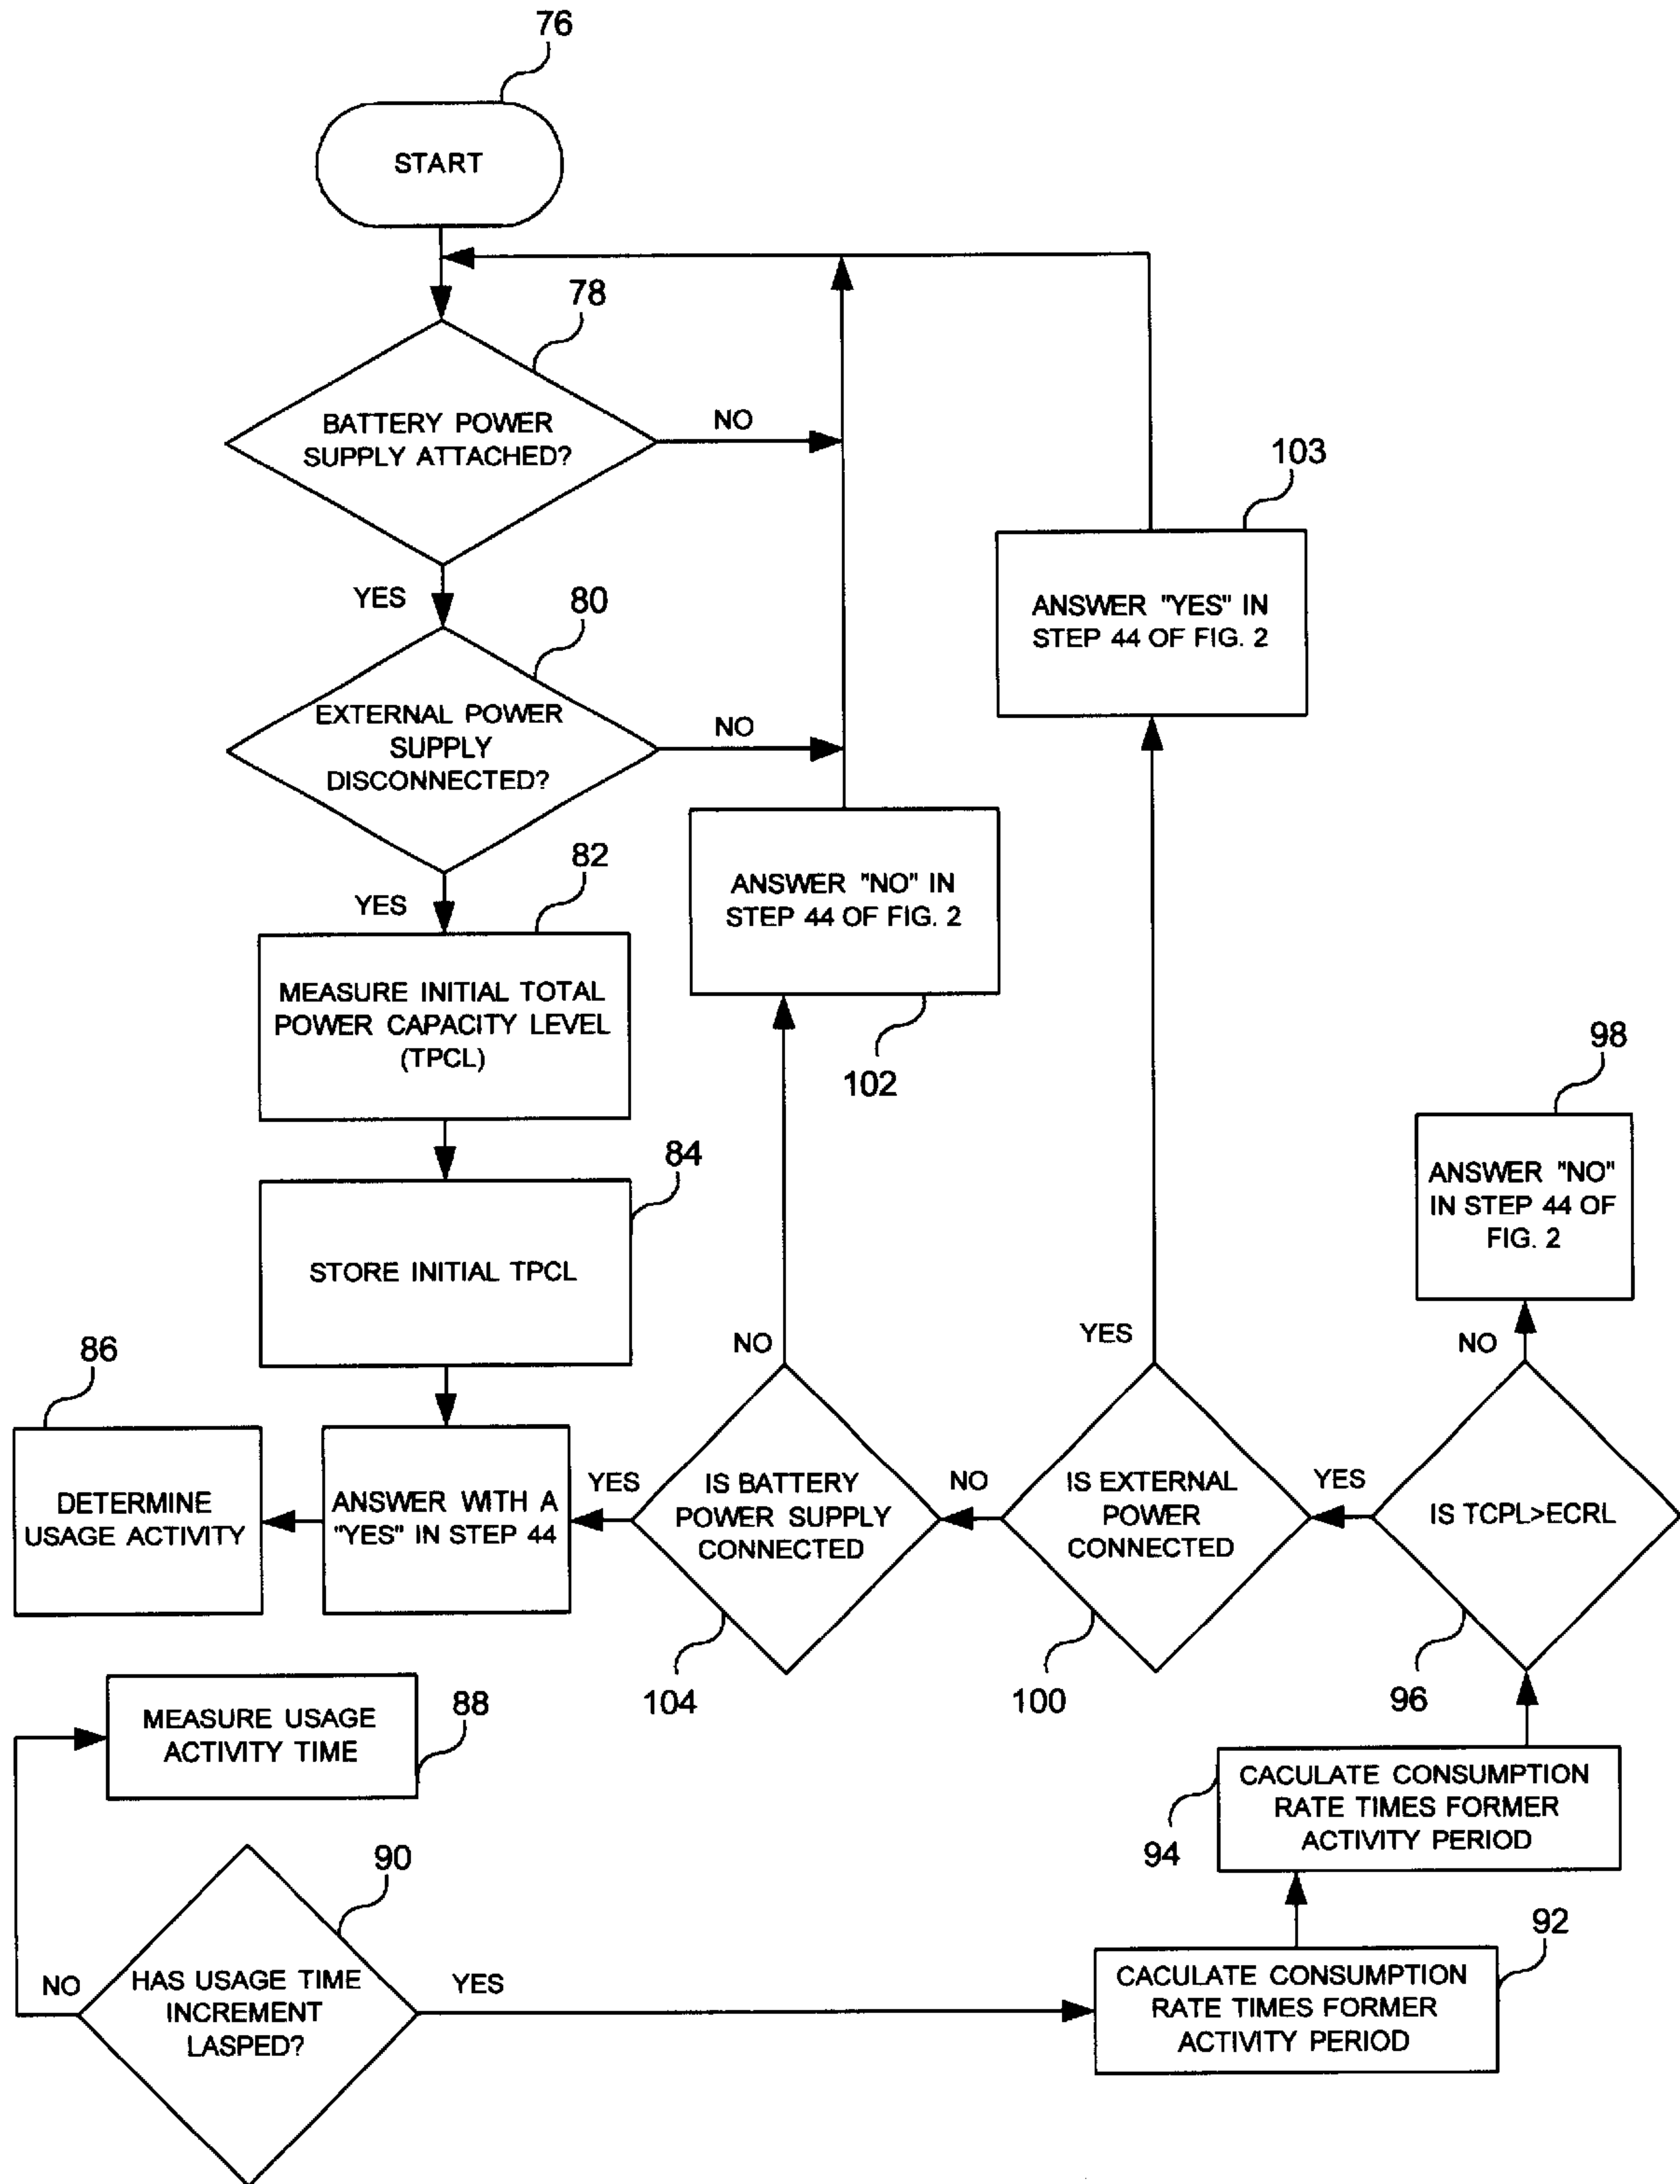 76
START
78
BATTERY POWER
SUPPLY ATTACHED?
NO
YES
80
EXTERNAL POWER
SUPPLY
DISCONNECTED?
NO
YES
103
ANSWER "YES" IN
STEP 44 OF FIG. 2
82
MEASURE INITIAL TOTAL
POWER CAPACITY LEVEL
(TPCL)
ANSWER "NO" IN
STEP 44 OF FIG. 2
102
84
STORE INITIAL TPCL
98
ANSWER "NO"
IN STEP 44 OF
FIG. 2
86
DETERMINE
USAGE ACTIVITY
ANSWER WITH A
"YES" IN STEP 44
YES
NO
IS BATTERY
POWER SUPPLY
CONNECTED
104
NO
YES
IS EXTERNAL
POWER
CONNECTED
100
YES
NO
IS TCPL>ECRL
96
MEASURE USAGE
ACTIVITY TIME
88
90
HAS USAGE TIME
INCREMENT
LASPED?
NO
YES
CACULATE CONSUMPTION
RATE TIMES FORMER
ACTIVITY PERIOD
94
92
CACULATE CONSUMPTION
RATE TIMES FORMER
ACTIVITY PERIOD